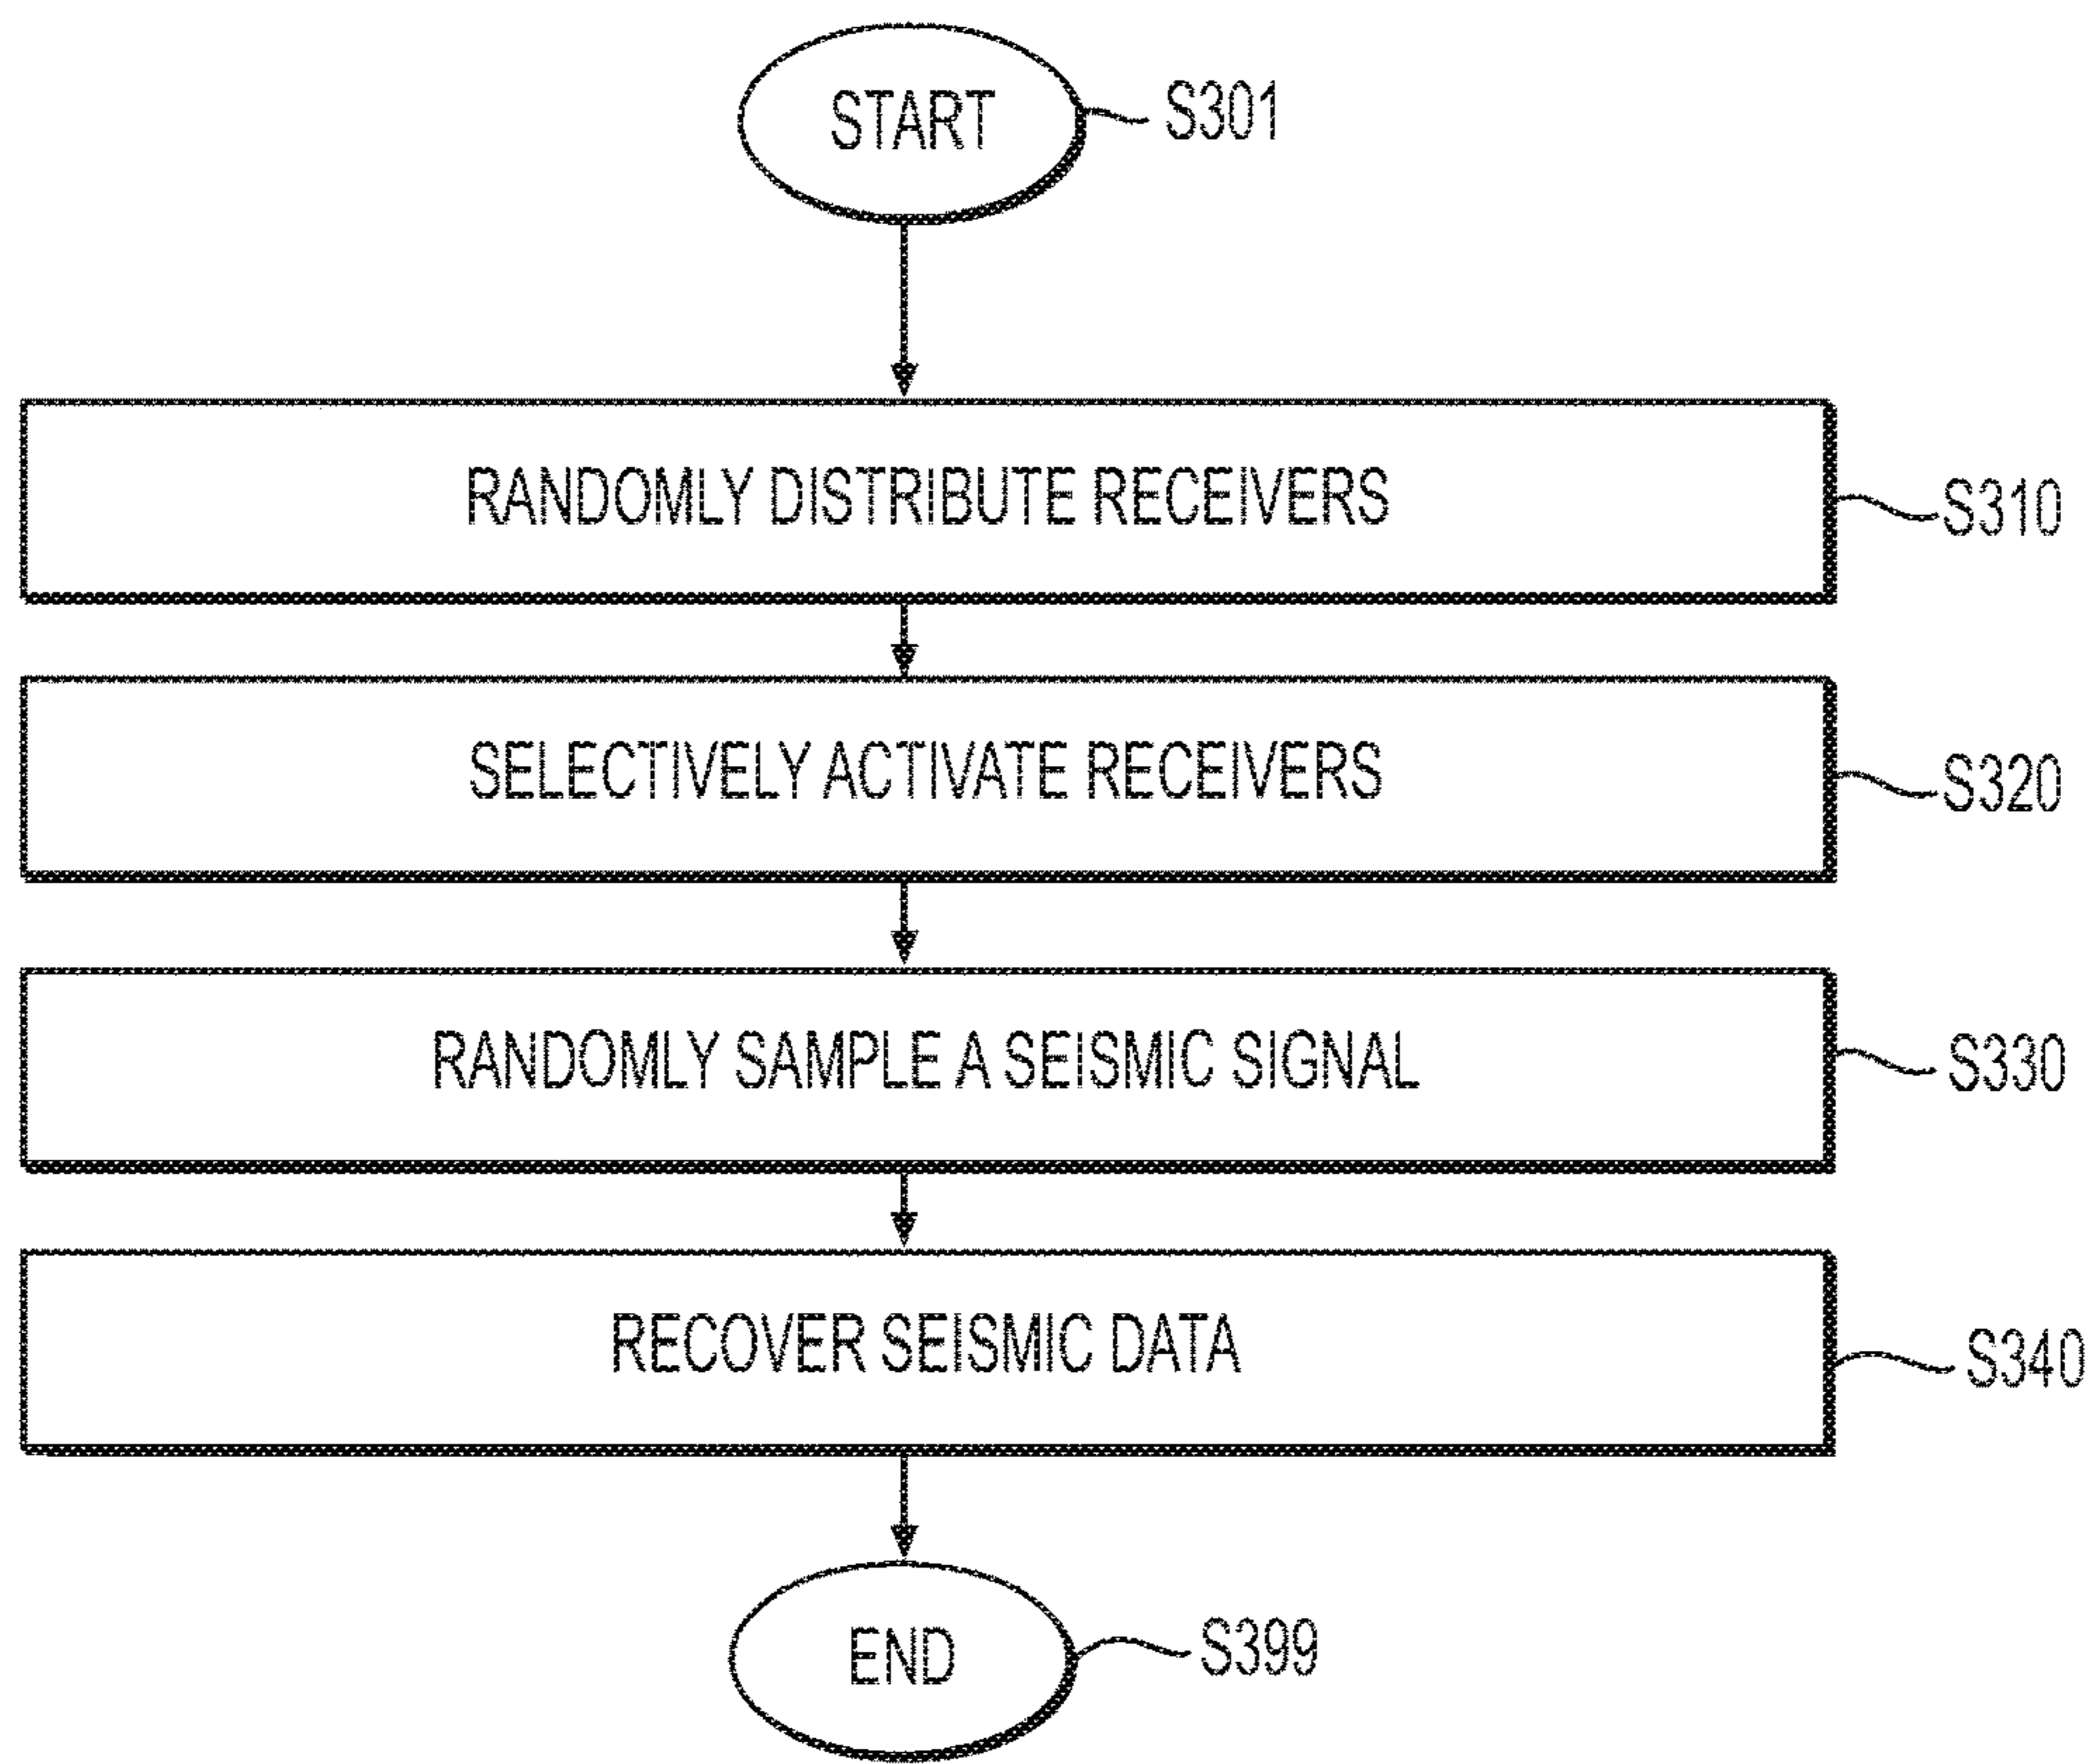 START
S301
RANDOMLY DISTRIBUTE RECEIVERS
S310
SELECTIVELY ACTIVATE RECEIVERS
S320
RANDOMLY SAMPLE A SEISMIC SIGNAL
S330
RECOVER SEISMIC DATA
S340
END
S399